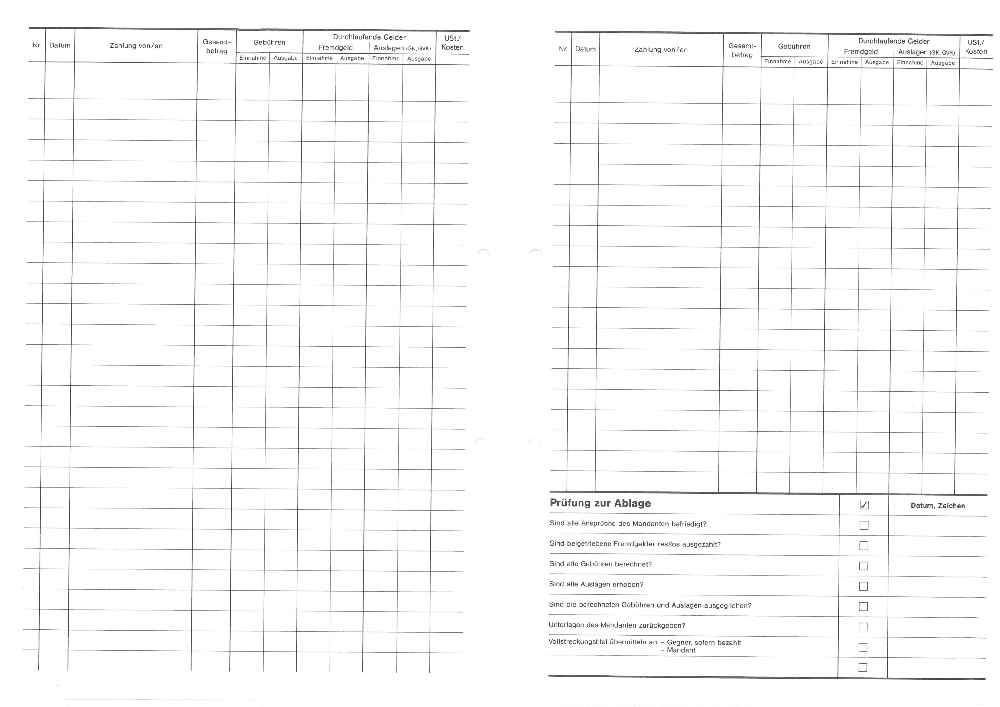 Nr. Datum Zahlung von/an Gesamt- Gebühren Durchlaufende Gelder USt./
betrag Fremdgeld Auslagen (GK, GVK) Kosten
Einnahme Ausgabe Einnahme Ausgabe Einnahme Ausgabe
Nr. Datum Zahlung von/an Gesamt- Gebühren Durchlaufende Gelder USt./
betrag Fremdgeld Auslagen (GK, GVK) Kosten
Einnahme Ausgabe Einnahme Ausgabe Einnahme Ausgabe
Prüfung zur Ablage ✓ Datum, Zeichen
Sind alle Ansprüche des Mandanten befriedigt?
Sind beigetriebene Fremdgelder restlos ausgezahlt?
Sind alle Gebühren berechnet?
Sind alle Auslagen erhoben?
Sind die berechneten Gebühren und Auslagen ausgeglichen?
Unterlagen des Mandanten zurückgeben?
Vollstreckungstitel übermitteln an – Gegner, sofern bezahlt
– Mandant